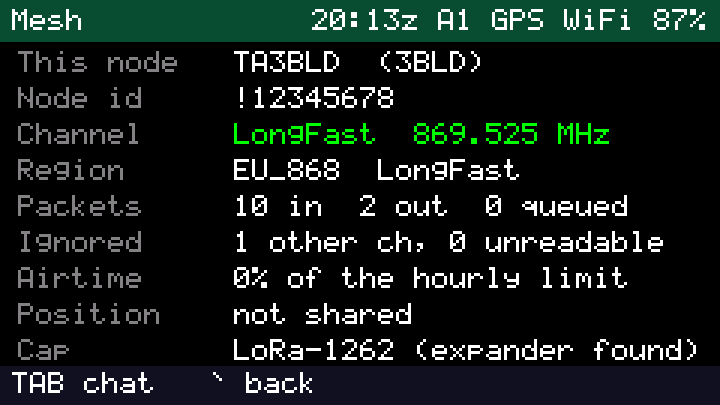 Mesh 20:13z A1 GPS WiFi 87%
This node TA3BLD (3BLD)
Node id !12345678
Channel LongFast 869.525 MHz
Region EU_868 LongFast
Packets 10 in 2 out 0 queued
Ignored 1 other ch, 0 unreadable
Airtime 0% of the hourly limit
Position not shared
Cap LoRa-1262 (expander found)
TAB chat ` back